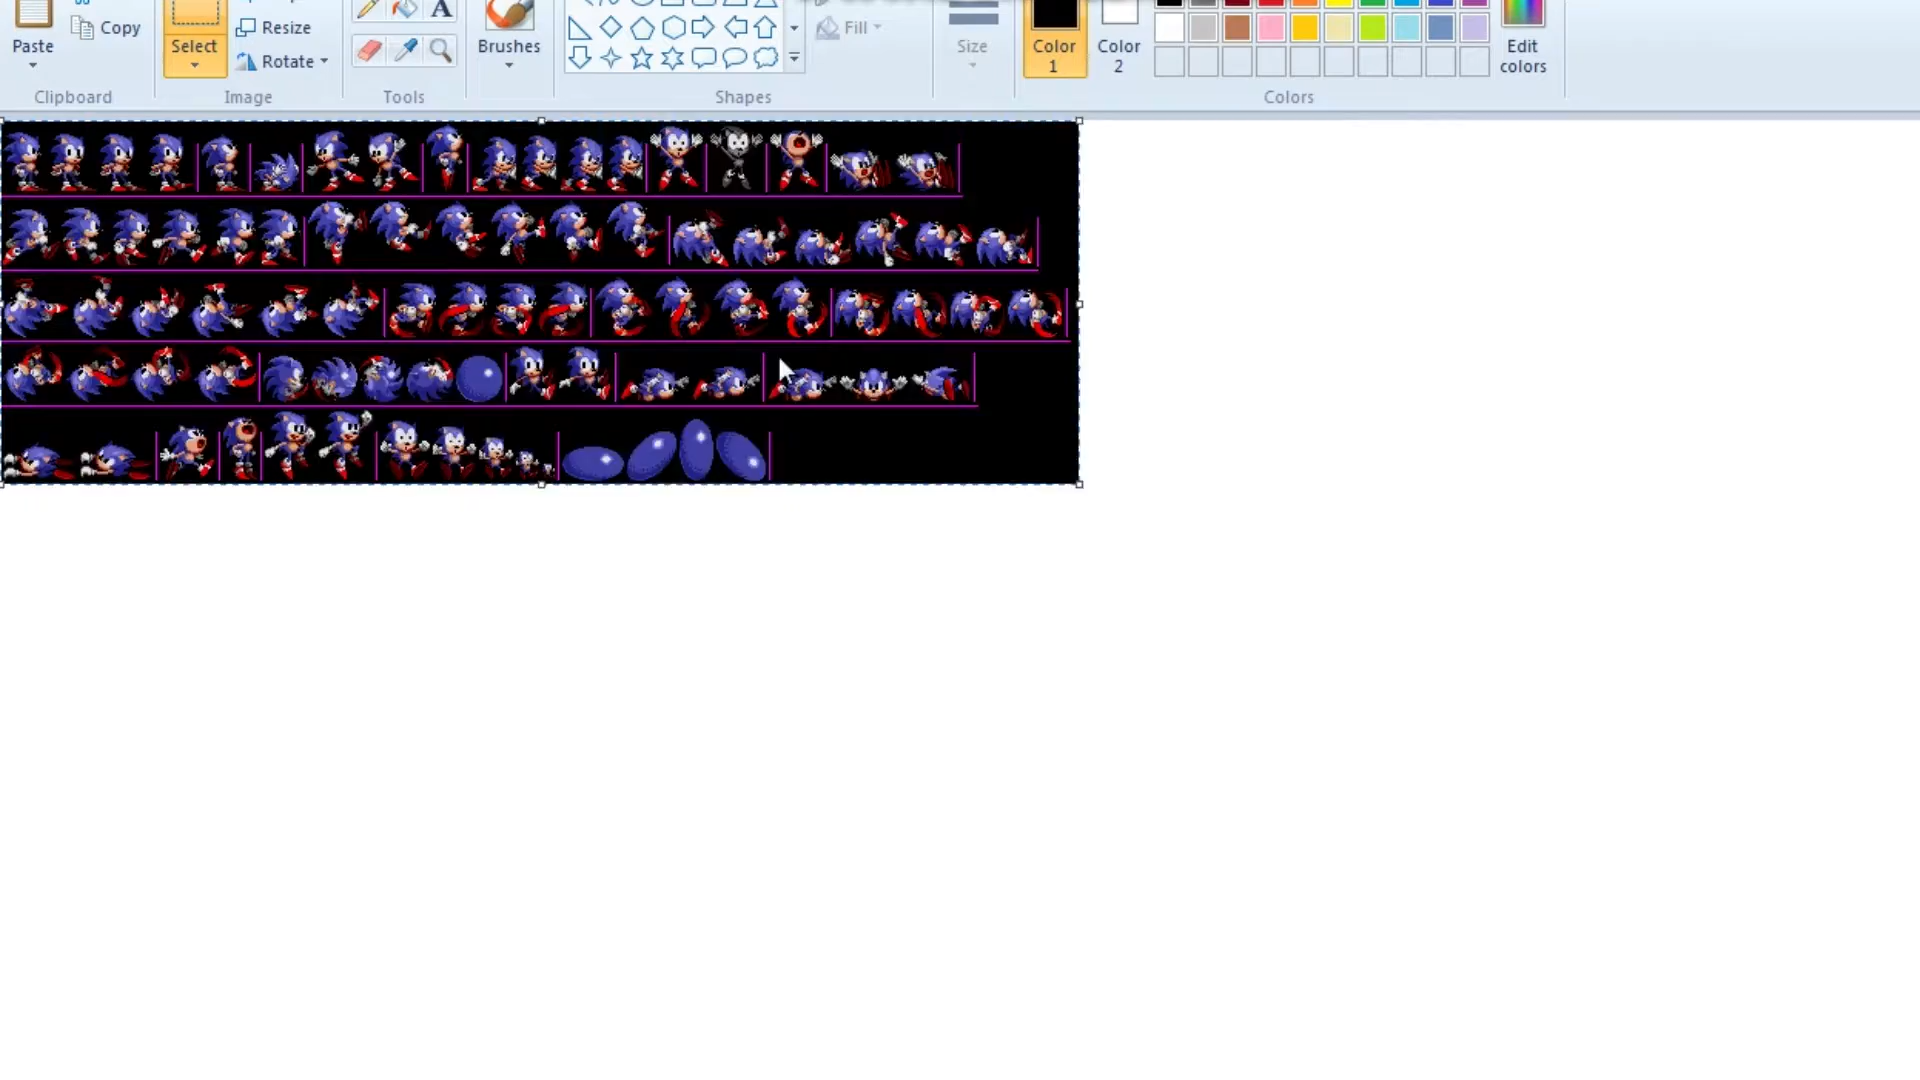 Paste
Copy
Select
Resize
Rotate
A
Brushes
Fill
Size
Color
1
Color
2
Edit
colors
Clipboard
Image
Tools
Shapes
Colors